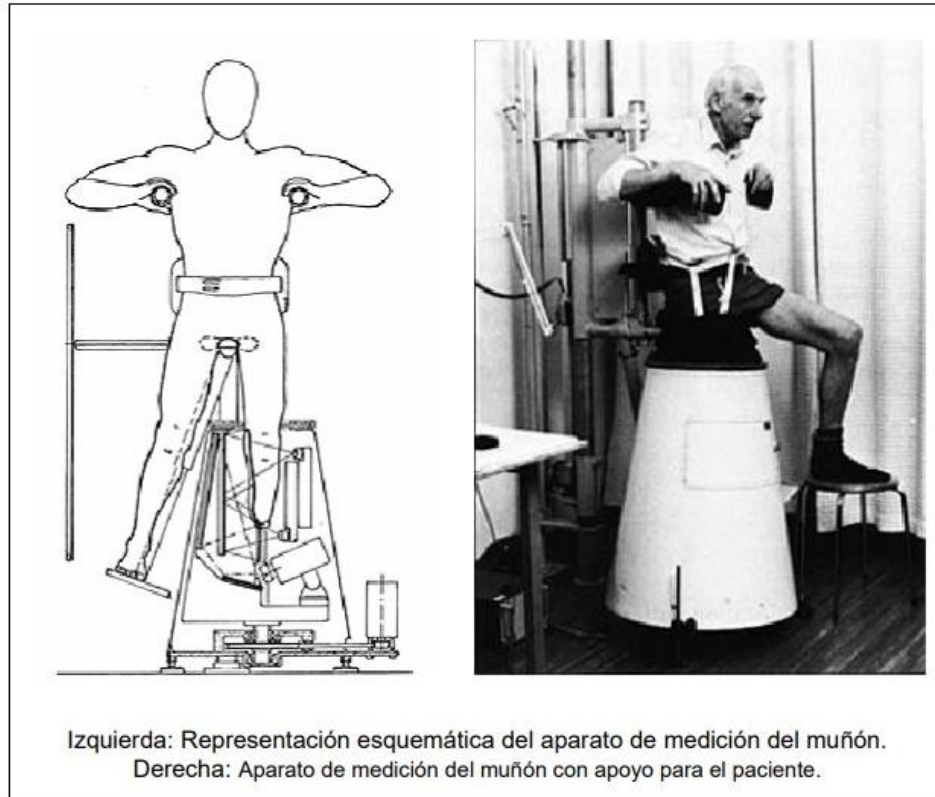 Izquierda: Representación esquemática del aparato de medición del muñón.
Derecha: Aparato de medición del muñón con apoyo para el paciente.